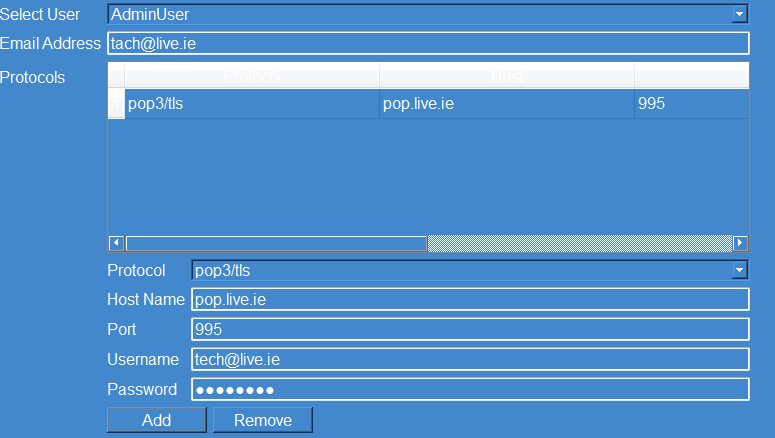 Select User AdminUser
Email Address tach@live.ie
Protocols Protocol Host
pop3/tls pop.live.ie 995
Protocol pop3/tls
Host Name pop.live.ie
Port 995
Username tech@live.ie
Password ●●●●●●●●
Add Remove